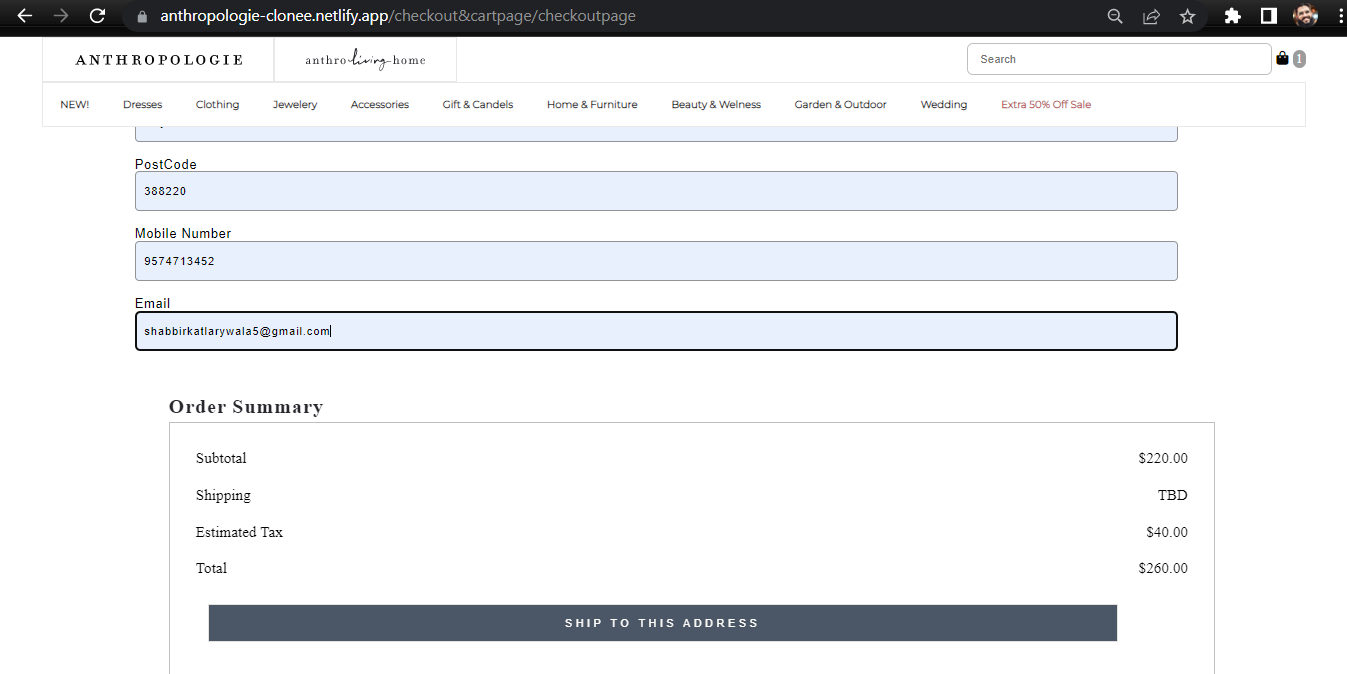 anthropologie-clonee.netlify.app/checkout&cartpage/checkoutpage
ANTHROPOLOGIE anthro living home Search 1
NEW! Dresses Clothing Jewelery Accessories Gift & Candels Home & Furniture Beauty & Welness Garden & Outdoor Wedding Extra 50% Off Sale
PostCode
388220
Mobile Number
9574713452
Email
shabbirkatlarywala5@gmail.com
Order Summary
Subtotal $220.00
Shipping TBD
Estimated Tax $40.00
Total $260.00
SHIP TO THIS ADDRESS